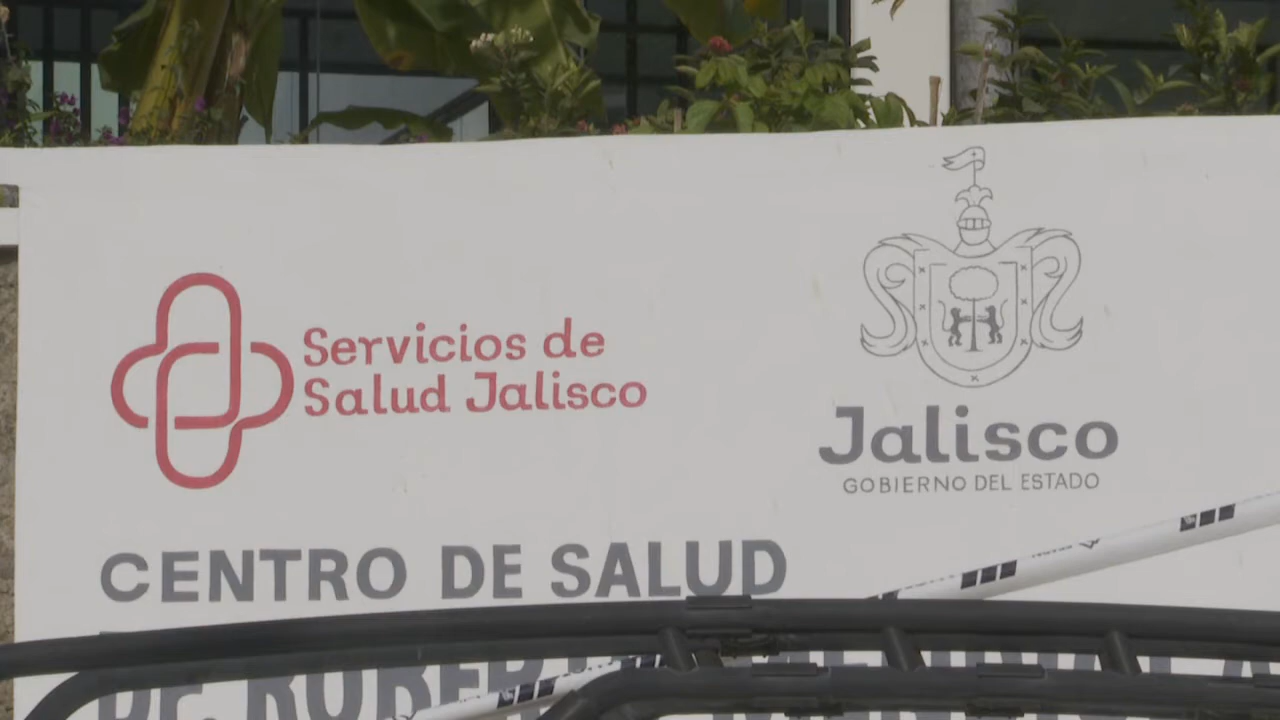 Servicios de
Salud Jalisco
Jalisco
GOBIERNO DEL ESTADO
CENTRO DE SALUD